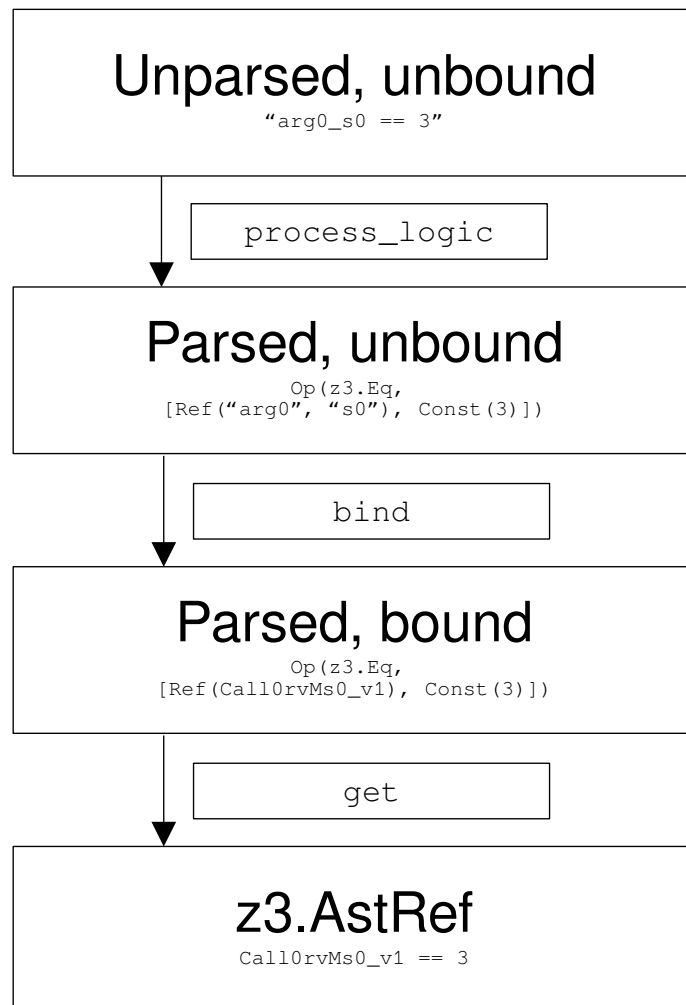 Unparsed, unbound
“arg0_s0 == 3”
process_logic
Parsed, unbound
Op(z3.Eq,
[Ref(“arg0”, “s0”), Const(3)])
bind
Parsed, bound
Op(z3.Eq,
[Ref(Call0rvMs0_v1), Const(3)])
get
z3.AstRef
Call0rvMs0_v1 == 3